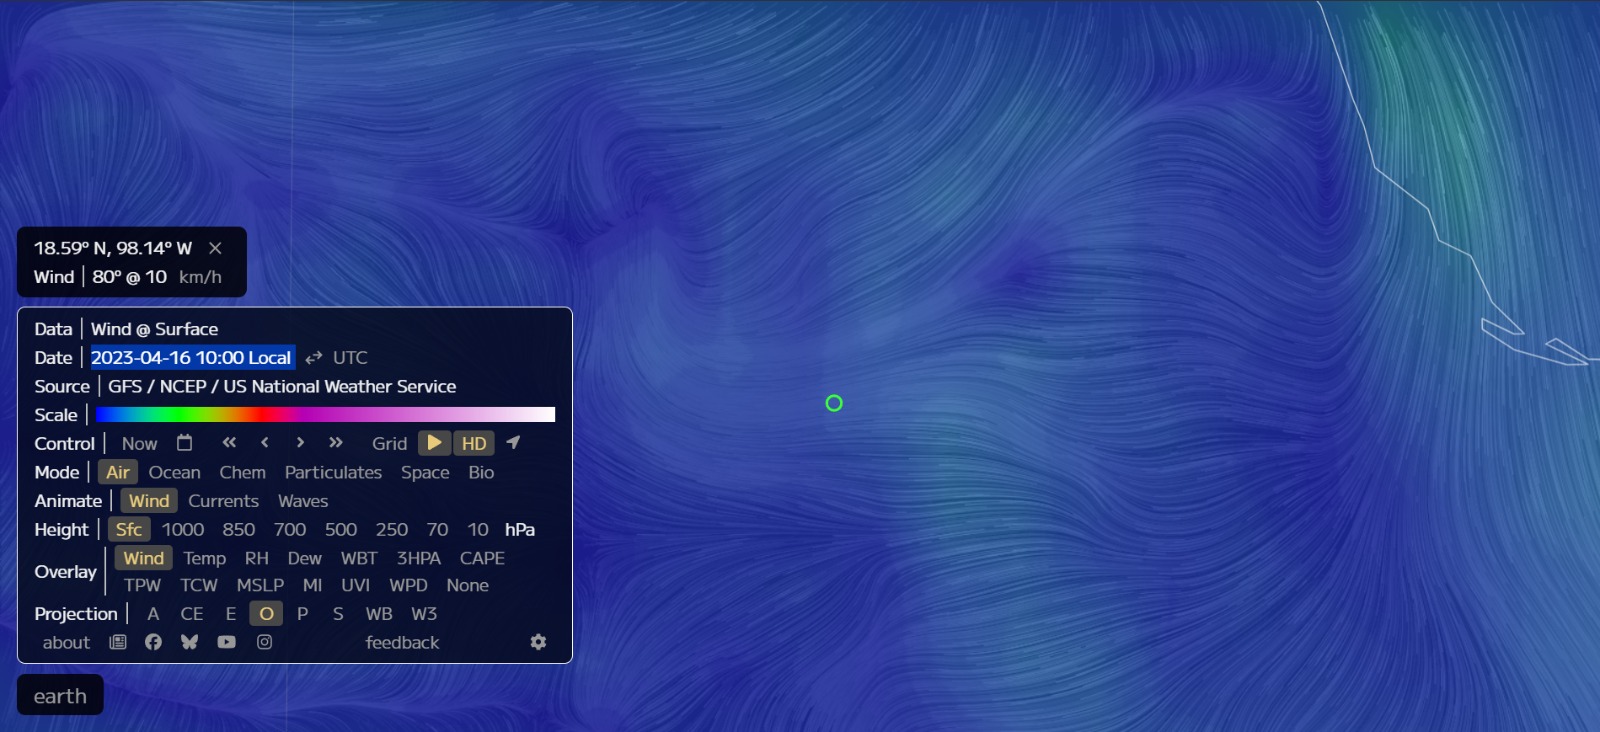 18.59° N, 98.14° W ×
Wind | 80° @ 10 km/h
Data | Wind @ Surface
Date | 2023-04-16 10:00 Local ⇄ UTC
Source | GFS / NCEP / US National Weather Service
Scale |
Control | Now « ‹ › » Grid HD
Mode | Air Ocean Chem Particulates Space Bio
Animate | Wind Currents Waves
Height | Sfc 1000 850 700 500 250 70 10 hPa
Overlay | Wind Temp RH Dew WBT 3HPA CAPE
TPW TCW MSLP MI UVI WPD None
Projection | A CE E O P S WB W3
about feedback
earth